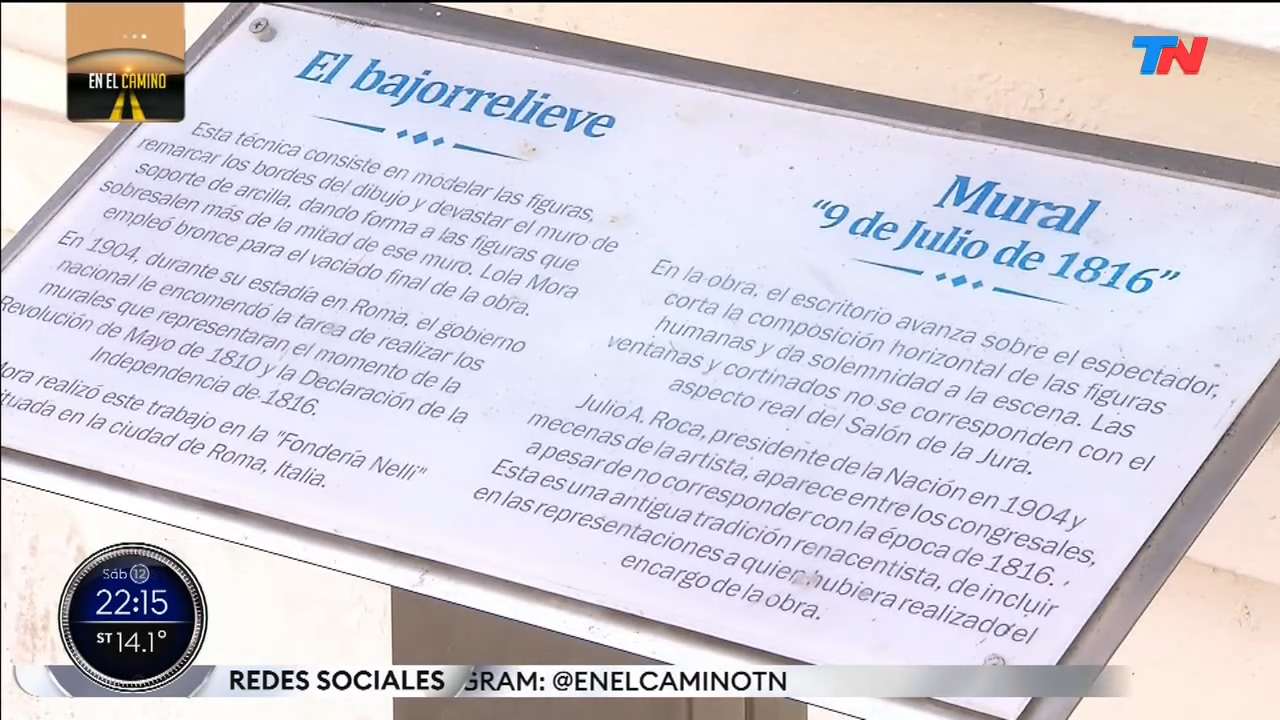 EN EL CAMINO
TN
El bajorrelieve
Esta técnica consiste en modelar las figuras,
remarcar los bordes del dibujo y devastar el muro de
soporte de arcilla, dando forma a las figuras que
sobresalen más de la mitad de ese muro. Lola Mora
empleó bronce para el vaciado final de la obra.
En 1904, durante su estadía en Roma, el gobierno
nacional le encomendó la tarea de realizar los
murales que representaran el momento de la
Revolución de Mayo de 1810 y la Declaración de la
Independencia de 1816.
Mora realizó este trabajo en la "Fondería Nelli"
situada en la ciudad de Roma, Italia.
Mural
“9 de Julio de 1816”
En la obra, el escritorio avanza sobre el espectador,
corta la composición horizontal de las figuras
humanas y da solemnidad a la escena. Las
ventanas y cortinados no se corresponden con el
aspecto real del Salón de la Jura.
Julio A. Roca, presidente de la Nación en 1904 y
mecenas de la artista, aparece entre los congresales,
a pesar de no corresponder con la época de 1816.
Esta es una antigua tradición renacentista, de incluir
en las representaciones a quien hubiera realizado el
encargo de la obra.
Sáb 12
22:15
ST 14.1°
REDES SOCIALES GRAM: @ENELCAMINOTN